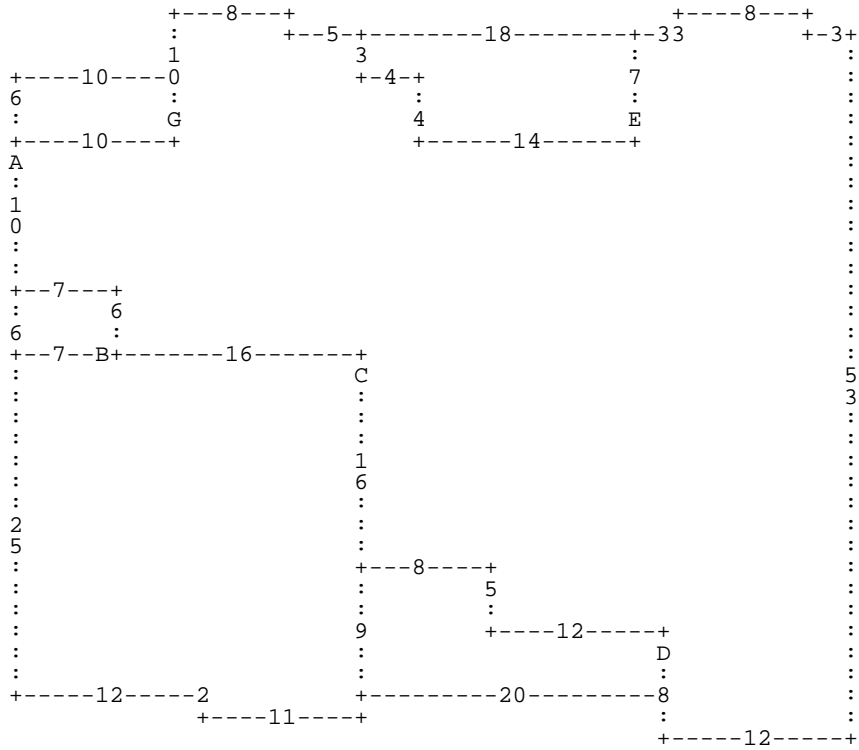 +---8---+                          +---8----+
           :       +--5-+--------18--------+-33        +-3+
           1            3                  :              :
+----10----0            +-4-+              7              :
6          :                :              :              :
:          G                4              E              :
+----10----+                +------14------+              :
A                                                         :
:                                                         :
1                                                         :
0                                                         :
:                                                         :
:                                                         :
+--7---+                                                  :
:      6                                                  :
6      :                                                  :
+--7--B+-------16-------+                                 :
:                       C                                 5
:                       :                                 3
:                       :                                 :
:                       :                                 :
:                       1                                 :
:                       6                                 :
:                       :                                 :
2                       :                                 :
5                       :                                 :
:                       +---8----+                        :
:                       :        5                        :
:                       :        :                        :
:                       9        +----12-----+            :
:                       :                    D            :
:                       :                    :            :
+-----12-----2          +---------20---------8            :
             +----11----+                    :            :
                                             +-----12-----+